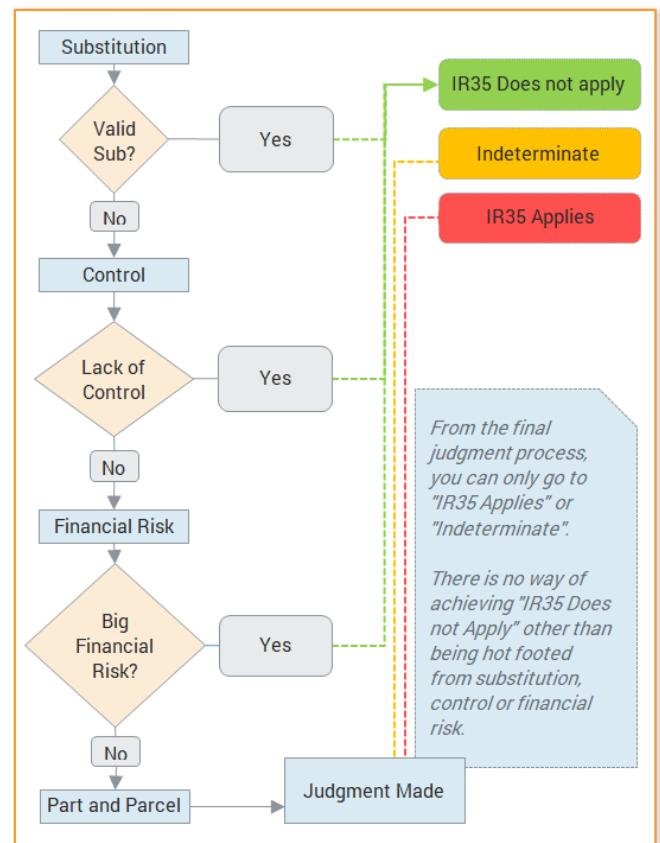 Substitution
IR35 Does not apply
Valid
Sub?
Yes
Indeterminate
No
IR35 Applies
Control
Lack of
Control
Yes
No
From the final
judgment process,
you can only go to
"IR35 Applies" or
"Indeterminate".
There is no way of
achieving "IR35 Does
not Apply" other than
being hot footed
from substitution,
control or financial
risk.
Financial Risk
Big
Financial
Risk?
Yes
No
Part and Parcel
Judgment Made